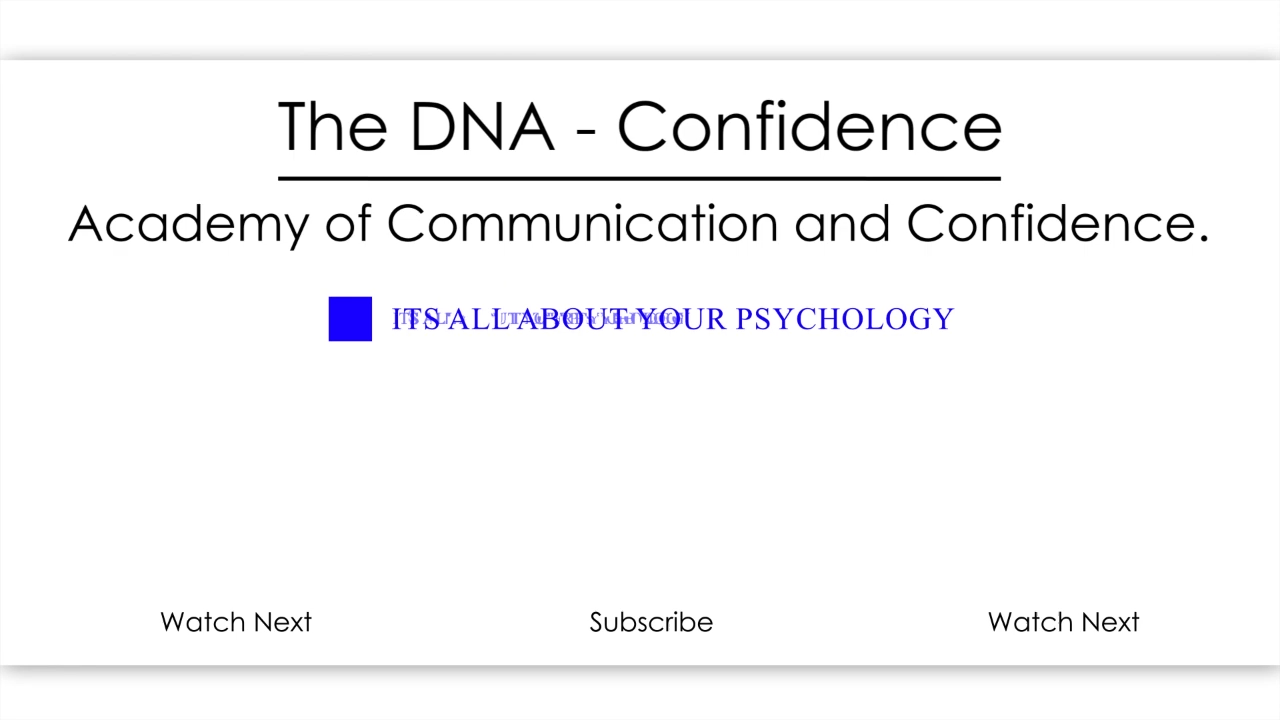 The DNA - Confidence
Academy of Communication and Confidence.
ITS ALL ABOUT YOUR PSYCHOLOGY
Watch Next
Subscribe
Watch Next